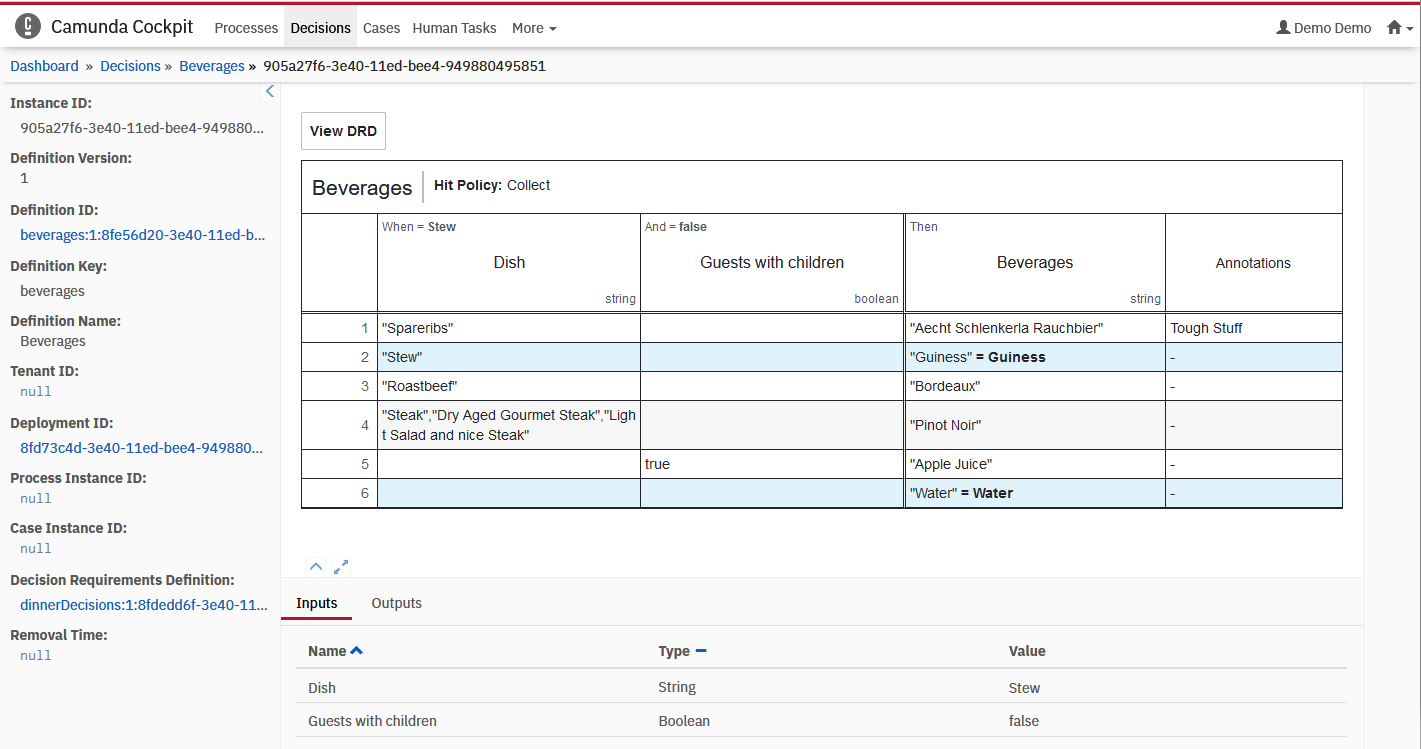 Camunda Cockpit Processes Decisions Cases Human Tasks More Demo Demo
Dashboard » Decisions » Beverages » 905a27f6-3e40-11ed-bee4-949880495851
Instance ID:
905a27f6-3e40-11ed-bee4-949880...
Definition Version:
1
Definition ID:
beverages:1:8fe56d20-3e40-11ed-b...
Definition Key:
beverages
Definition Name:
Beverages
Tenant ID:
null
Deployment ID:
8fd73c4d-3e40-11ed-bee4-949880...
Process Instance ID:
null
Case Instance ID:
null
Decision Requirements Definition:
dinnerDecisions:1:8fdedd6f-3e40-11...
Removal Time:
null
View DRD
Beverages Hit Policy: Collect
When = Stew And = false Then
Dish Guests with children Beverages Annotations
string boolean string
1 "Spareribs" "Aecht Schlenkerla Rauchbier" Tough Stuff
2 "Stew" "Guiness" = Guiness -
3 "Roastbeef" "Bordeaux" -
4 "Steak","Dry Aged Gourmet Steak","Ligh
t Salad and nice Steak" "Pinot Noir" -
5 true "Apple Juice" -
6 "Water" = Water -
Inputs Outputs
Name Type Value
Dish String Stew
Guests with children Boolean false